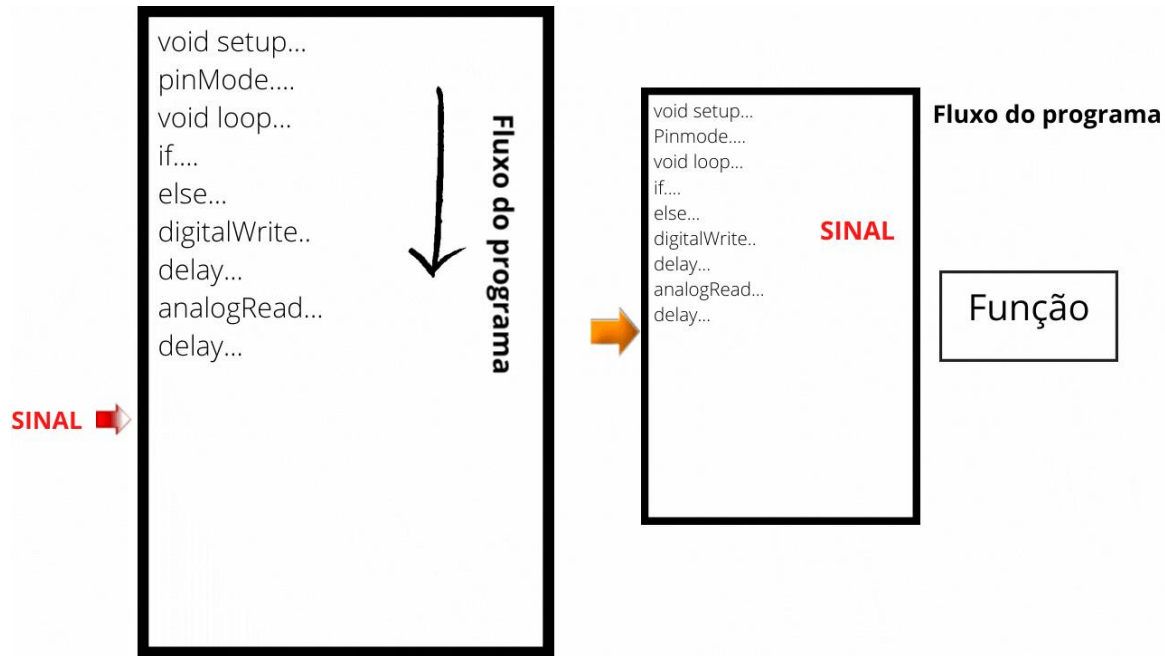 void setup...
pinMode....
void loop...
if....
else...
digitalWrite..
delay...
analogRead...
delay...
Fluxo do programa
SINAL
void setup...
Pinmode....
void loop...
if....
else...
digitalWrite..
delay...
analogRead...
delay...
SINAL
Fluxo do programa
Função